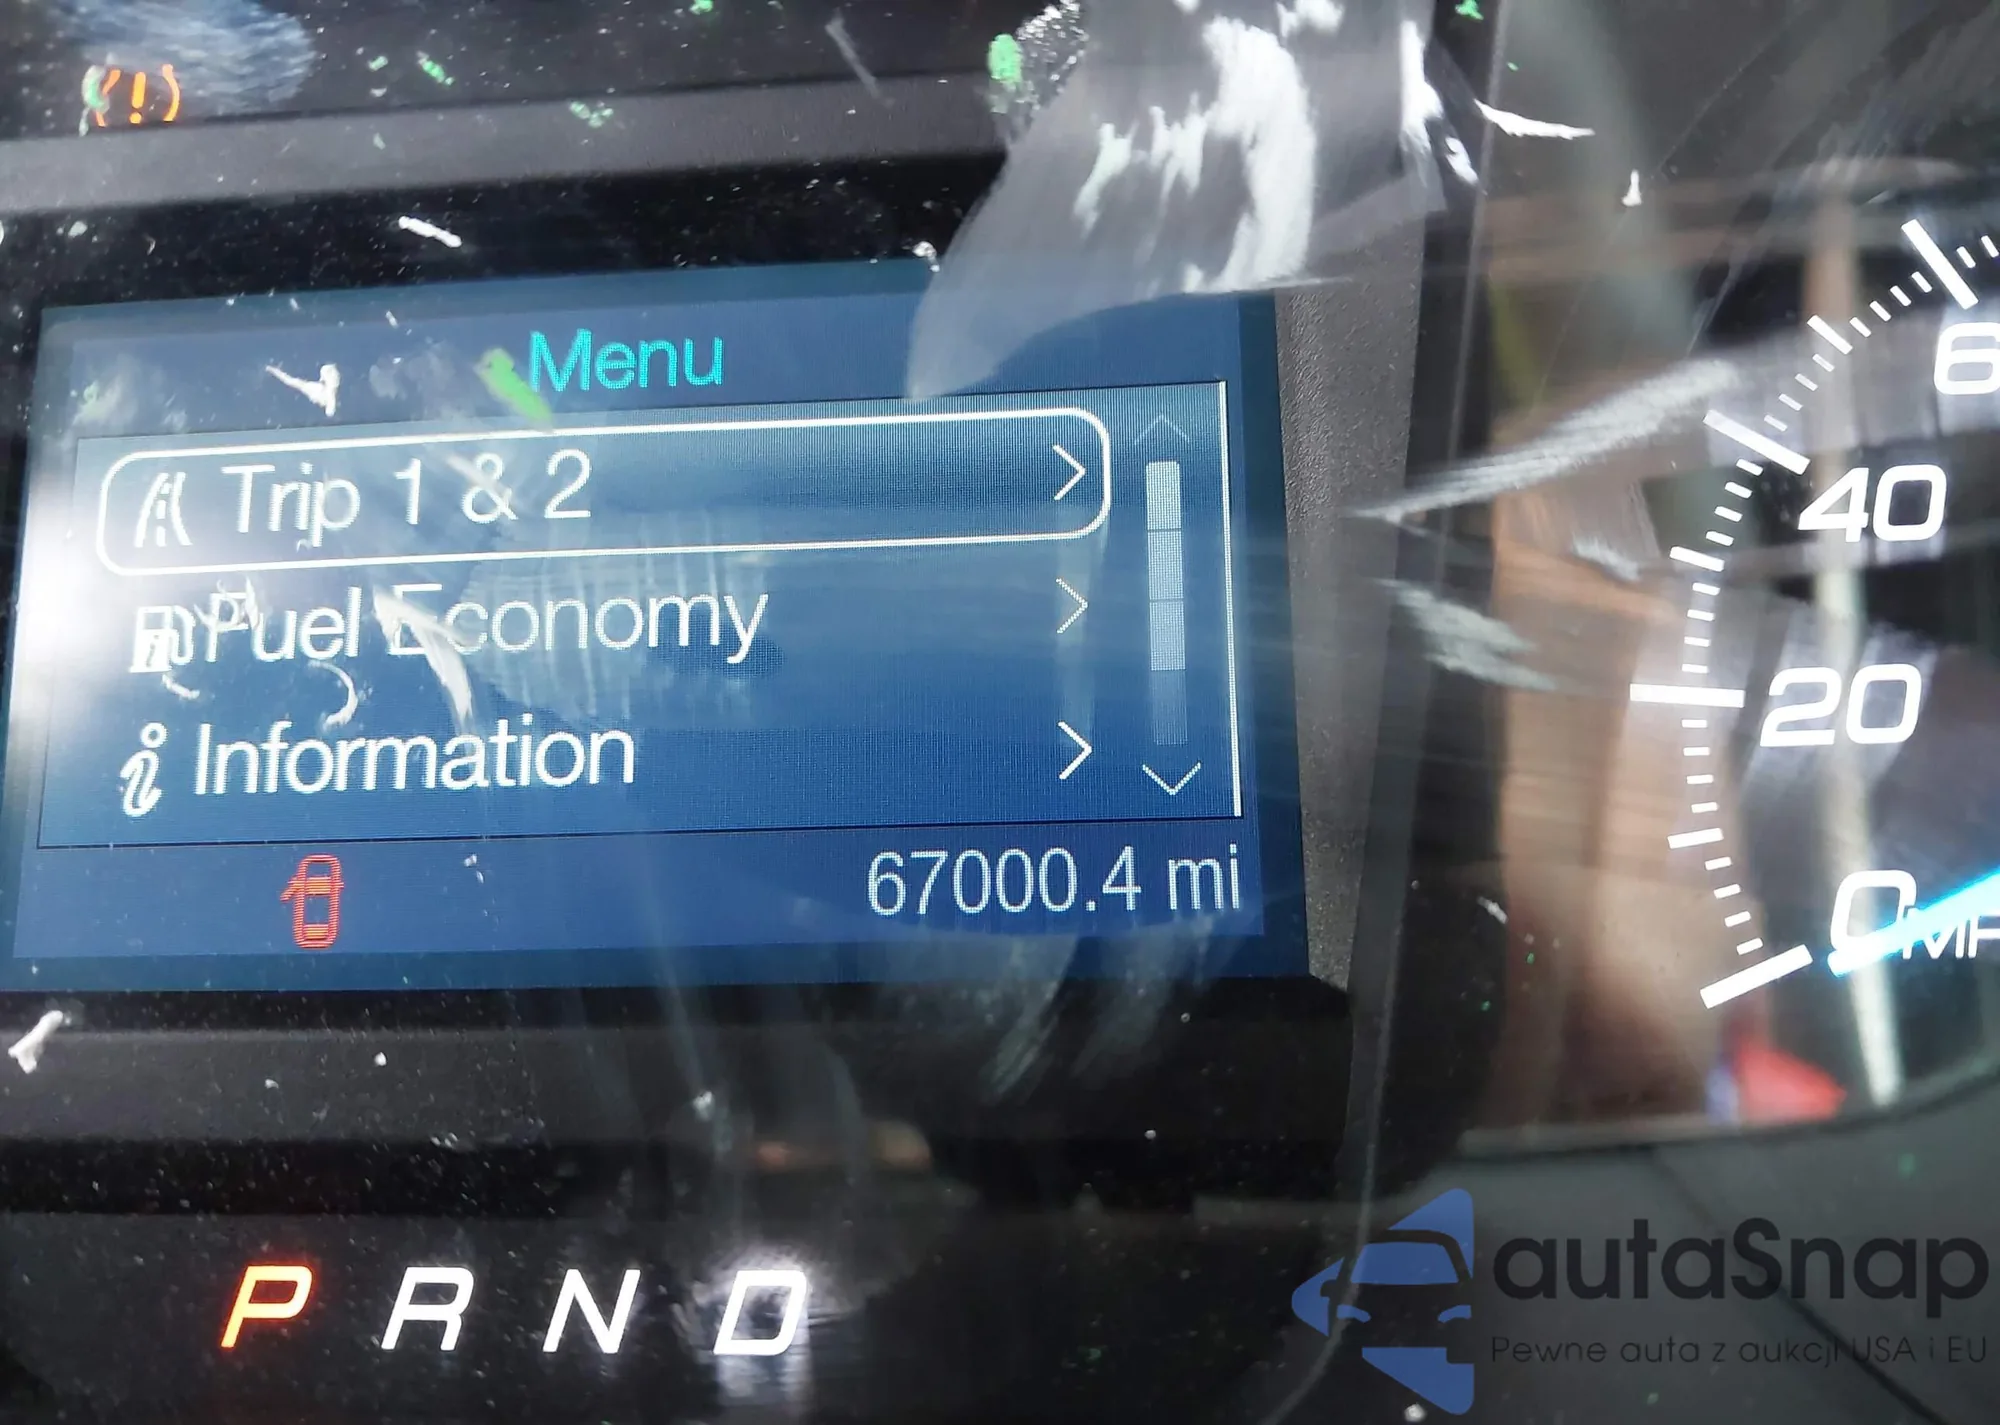 (!)
Menu
Trip 1 & 2
Fuel Economy
Information
67000.4 mi
P R N D
40
20
0
autaSnap
Pewne auta z aukcji USA i EU